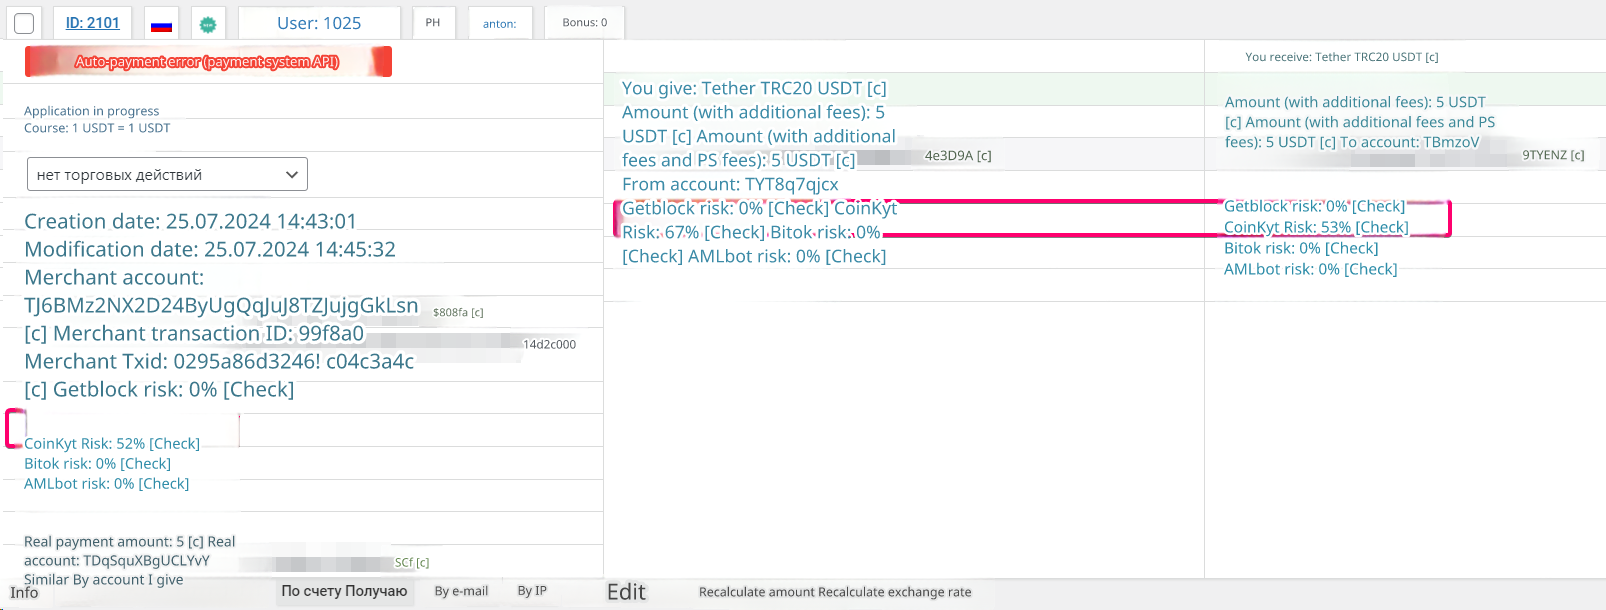 ID: 2101
User: 1025
PH
anton:
Bonus: 0
Auto-payment error (payment system API)
Application in progress
Course: 1 USDT = 1 USDT
нет торговых действий
Creation date: 25.07.2024 14:43:01
Modification date: 25.07.2024 14:45:32
Merchant account:
TJ6BMz2NX2D24ByUgQqJuJ8TZJujgGkLsn
$808fa [c]
[c] Merchant transaction ID: 99f8a0
14d2c000
Merchant Txid: 0295a86d3246! c04c3a4c
[c] Getblock risk: 0% [Check]
CoinKyt Risk: 52% [Check]
Bitok risk: 0% [Check]
AMLbot risk: 0% [Check]
Real payment amount: 5 [c] Real
account: TDqSquXBgUCLYvY
SCf [c]
Similar By account I give
Info
По счету Получаю
By e-mail
By IP
You give: Tether TRC20 USDT [c]
Amount (with additional fees): 5
USDT [c] Amount (with additional
fees and PS fees): 5 USDT [c]
4e3D9A [c]
From account: TYT8q7qjcx
Getblock risk: 0% [Check] CoinKyt
Risk: 67% [Check] Bitok risk: 0%
[Check] AMLbot risk: 0% [Check]
Edit
Recalculate amount Recalculate exchange rate
You receive: Tether TRC20 USDT [c]
Amount (with additional fees): 5 USDT
[c] Amount (with additional fees and PS
fees): 5 USDT [c] To account: TBmzoV
9TYENZ [c]
Getblock risk: 0% [Check]
CoinKyt Risk: 53% [Check]
Bitok risk: 0% [Check]
AMLbot risk: 0% [Check]